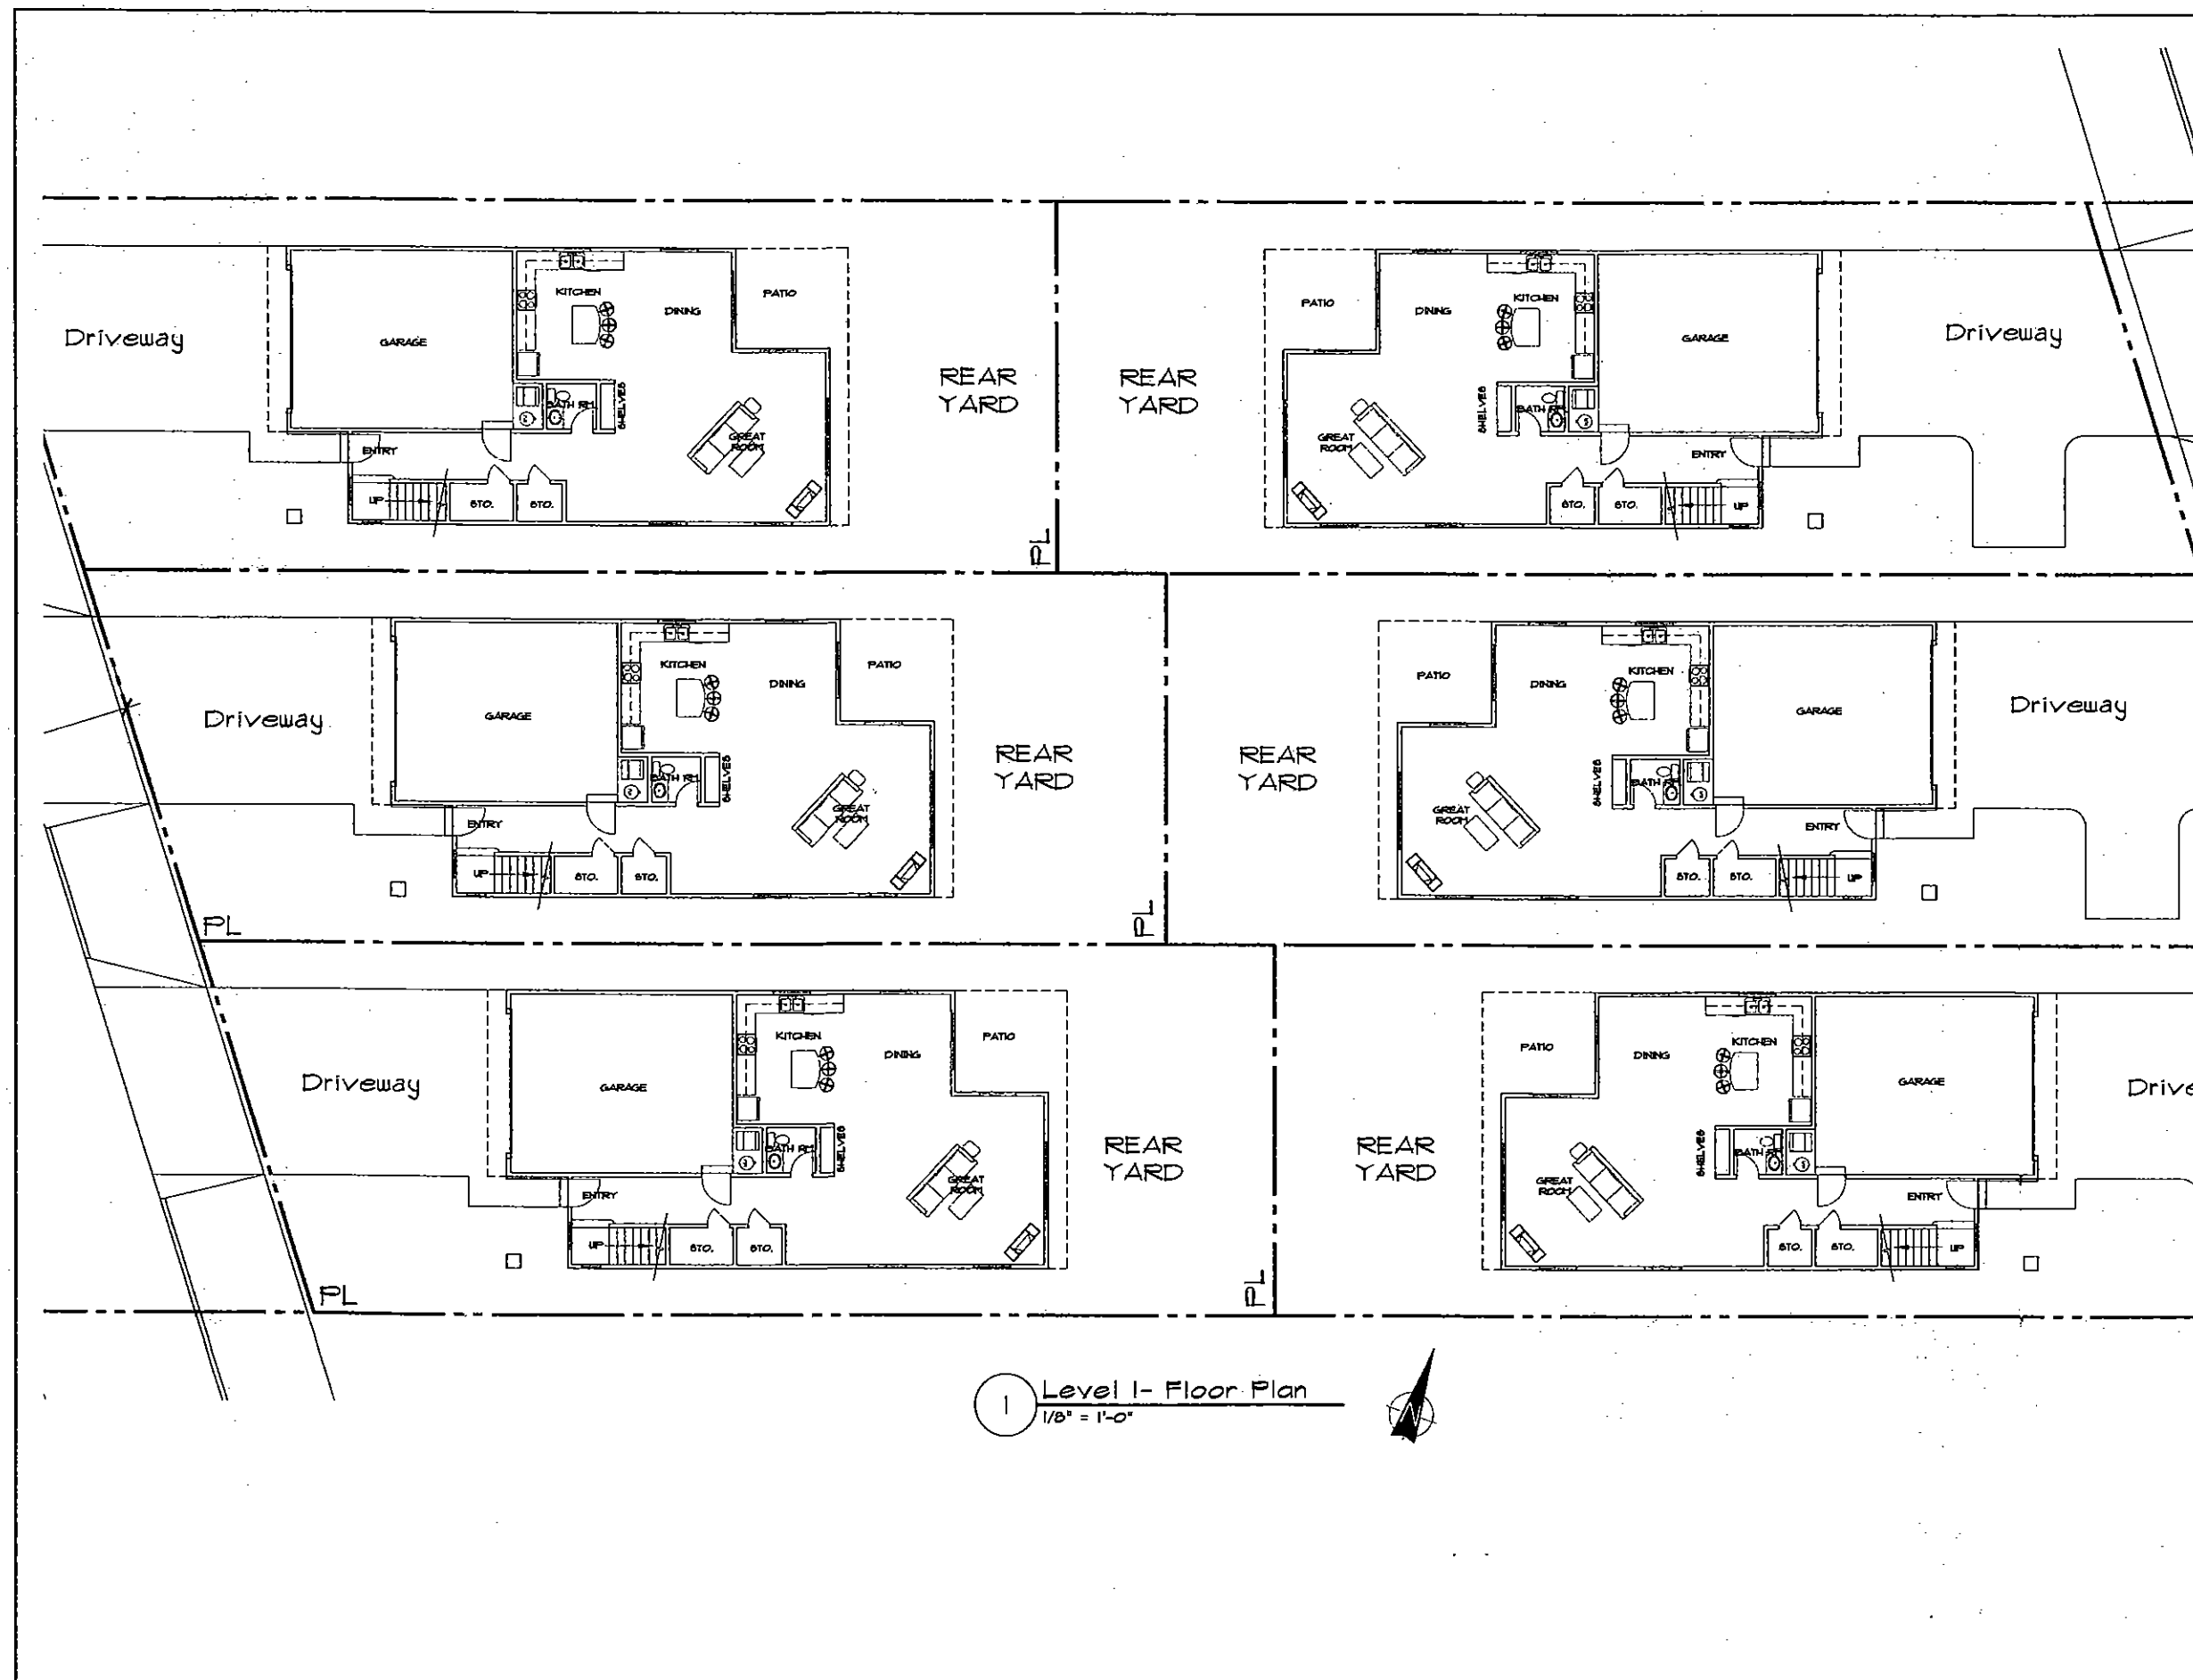 KITCHEN
PATIO
DINING
Driveway
GARAGE
REAR
YARD
SHELVES
BATH RM.
GREAT
ROOM
ENTRY
UP
STO.
STO.
PL
PATIO
DINING
KITCHEN
GARAGE
Driveway
REAR
YARD
SHELVES
BATH RM
GREAT
ROOM
ENTRY
STO.
STO.
UP
KITCHEN
PATIO
DINING
Driveway
GARAGE
REAR
YARD
SHELVES
BATH RM
GREAT
ROOM
ENTRY
UP
STO.
STO.
PL
PL
PATIO
DINING
KITCHEN
GARAGE
Driveway
REAR
YARD
SHELVES
BATH RM
GREAT
ROOM
ENTRY
STO.
STO.
UP
KITCHEN
PATIO
DINING
Driveway
GARAGE
REAR
YARD
SHELVES
BATH RM
GREAT
ROOM
ENTRY
UP
STO.
STO.
PL
PL
PATIO
DINING
KITCHEN
GARAGE
Drive
REAR
YARD
SHELVES
BATH RM
GREAT
ROOM
ENTRY
STO.
STO.
UP
1
Level 1- Floor Plan
1/8" = 1'-0"